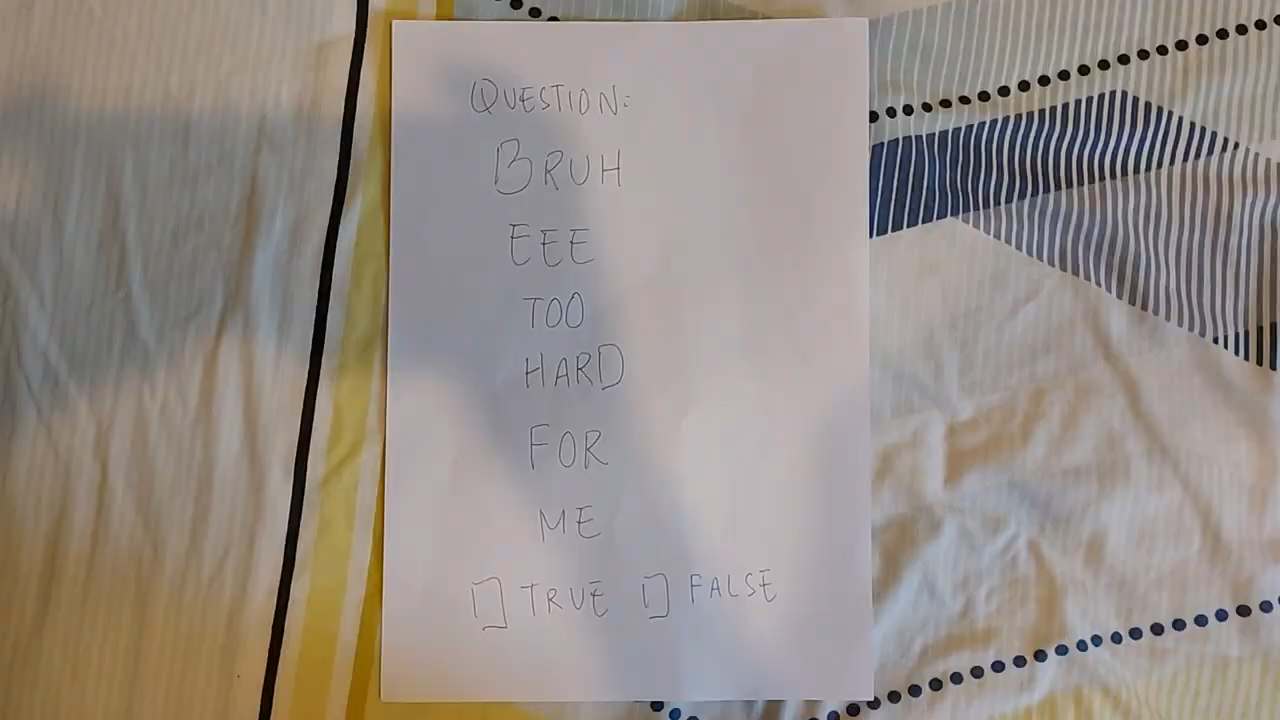 QUESTION:
BRUH
EEE
TOO
HARD
FOR
ME
☐ TRUE ☐ FALSE